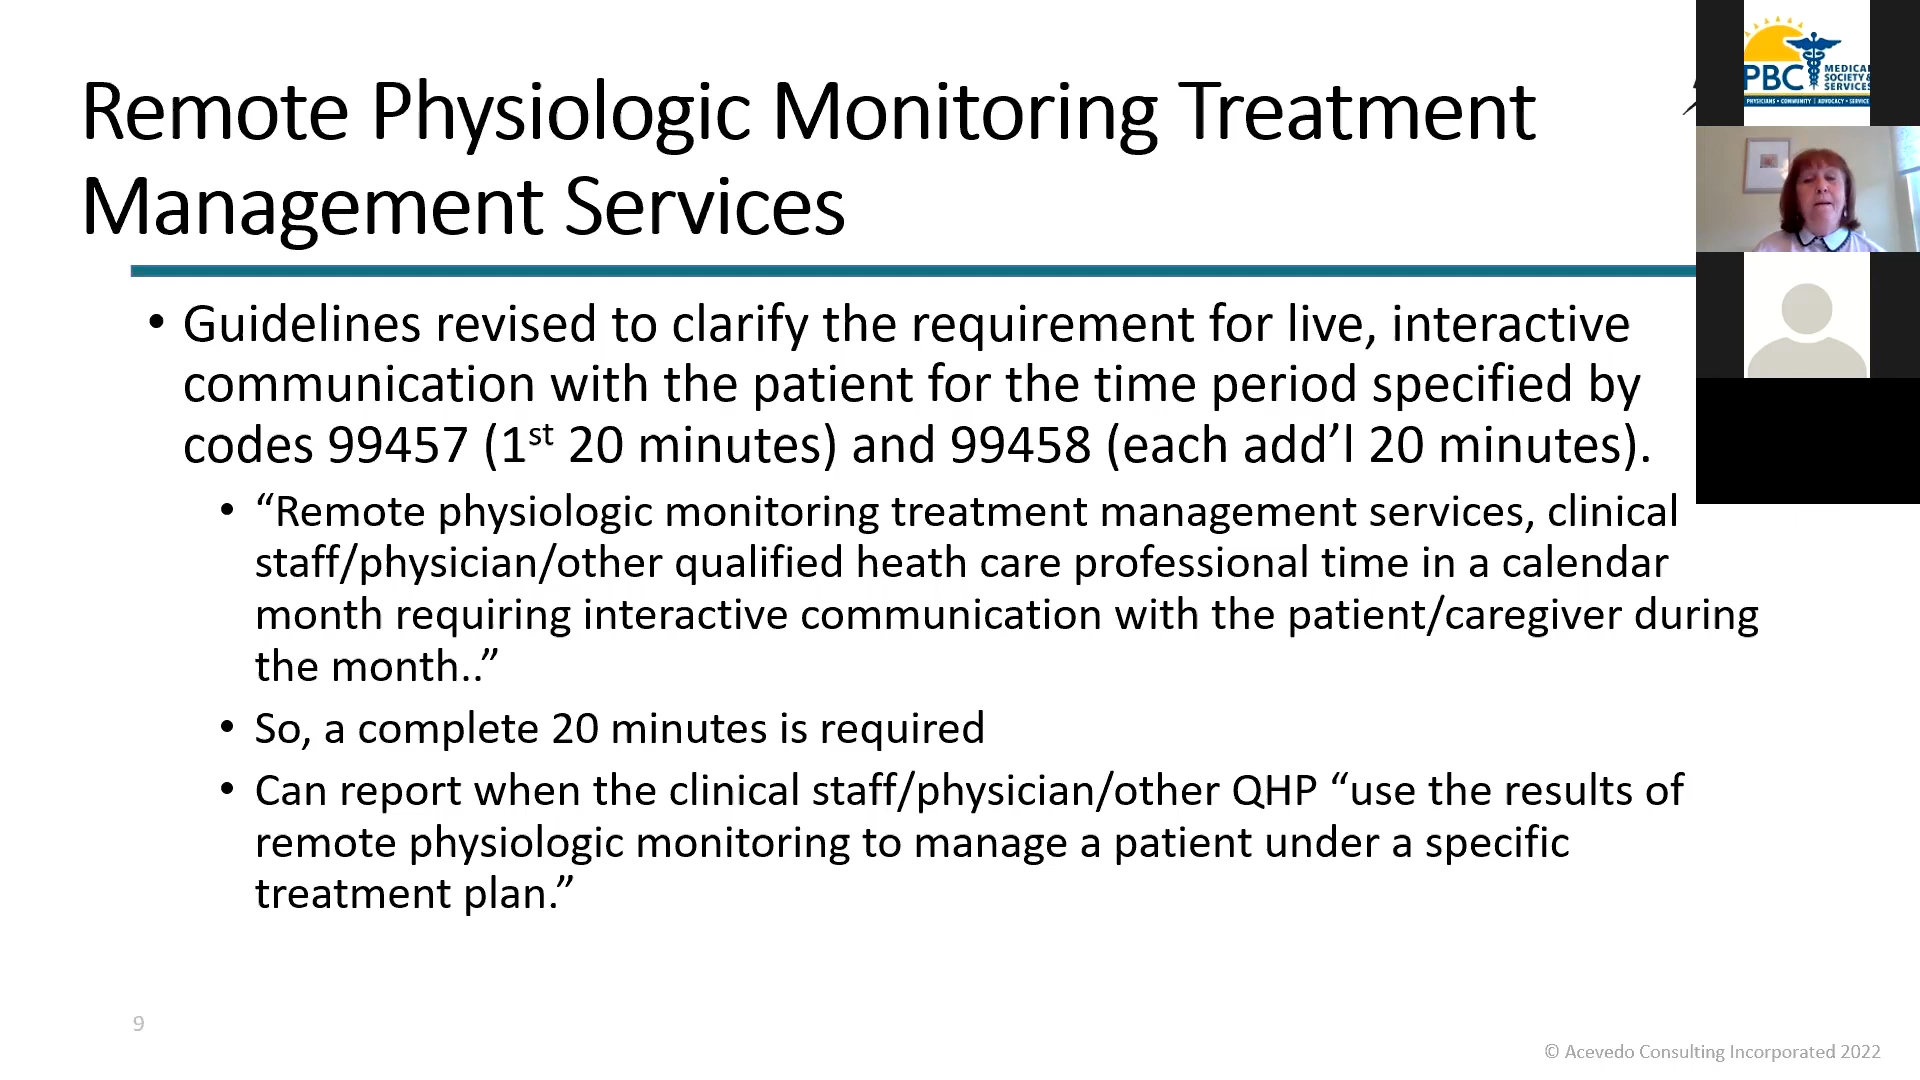 Remote Physiologic Monitoring Treatment
Management Services
• Guidelines revised to clarify the requirement for live, interactive
communication with the patient for the time period specified by
codes 99457 (1st 20 minutes) and 99458 (each add’l 20 minutes).
• “Remote physiologic monitoring treatment management services, clinical
staff/physician/other qualified heath care professional time in a calendar
month requiring interactive communication with the patient/caregiver during
the month..”
• So, a complete 20 minutes is required
• Can report when the clinical staff/physician/other QHP “use the results of
remote physiologic monitoring to manage a patient under a specific
treatment plan.”
9
© Acevedo Consulting Incorporated 2022
PBC
MEDICAL
SOCIETY &
SERVICES
PHYSICIANS • COMMUNITY | ADVOCACY • SERVICE